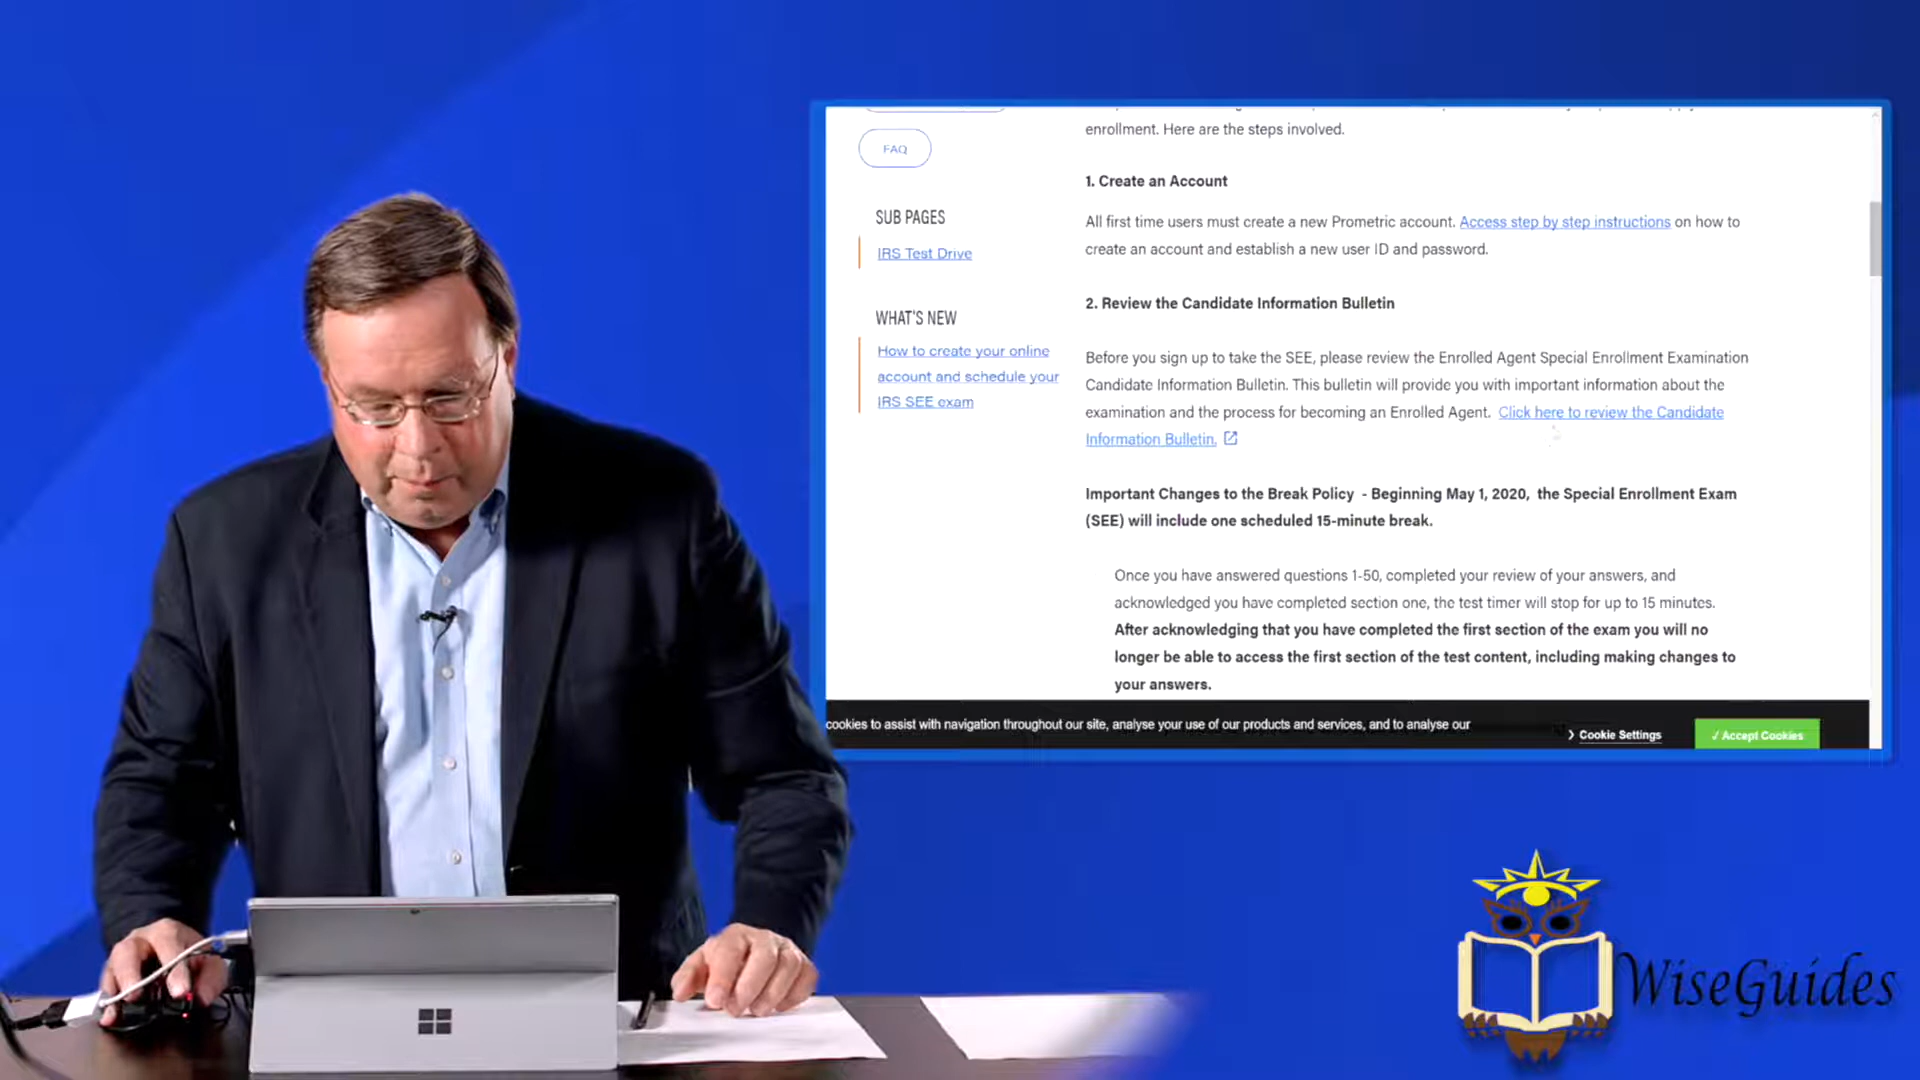 enrollment. Here are the steps involved.
FAQ
1. Create an Account
SUB PAGES
All first time users must create a new Prometric account. Access step by step instructions on how to
create an account and establish a new user ID and password.
IRS Test Drive
2. Review the Candidate Information Bulletin
WHAT'S NEW
How to create your online
account and schedule your
IRS SEE exam
Before you sign up to take the SEE, please review the Enrolled Agent Special Enrollment Examination
Candidate Information Bulletin. This bulletin will provide you with important information about the
examination and the process for becoming an Enrolled Agent. Click here to review the Candidate
Information Bulletin.
Important Changes to the Break Policy - Beginning May 1, 2020, the Special Enrollment Exam
(SEE) will include one scheduled 15-minute break.
Once you have answered questions 1-50, completed your review of your answers, and
acknowledged you have completed section one, the test timer will stop for up to 15 minutes.
After acknowledging that you have completed the first section of the exam you will no
longer be able to access the first section of the test content, including making changes to
your answers.
cookies to assist with navigation throughout our site, analyse your use of our products and services, and to analyse our
❯ Cookie Settings
✓ Accept Cookies
WiseGuides